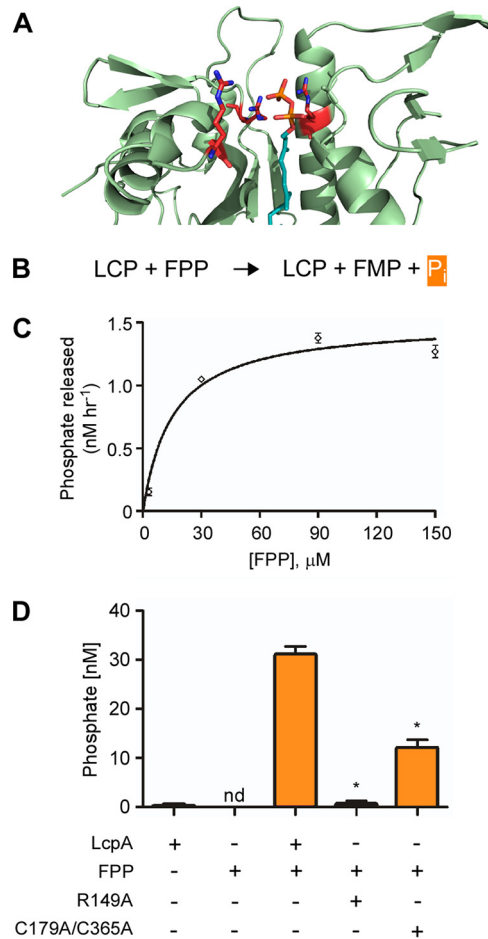 A
B
LCP + FPP → LCP + FMP + Pi
C
Phosphate released
(nM hr-1)
1.5
1.0
0.5
0
0 30 60 90 120 150
[FPP], μM
D
Phosphate [nM]
40
30
20
10
0
nd
*
*
LcpA + - + - -
FPP - + + + +
R149A - - - + -
C179A/C365A - - - - +